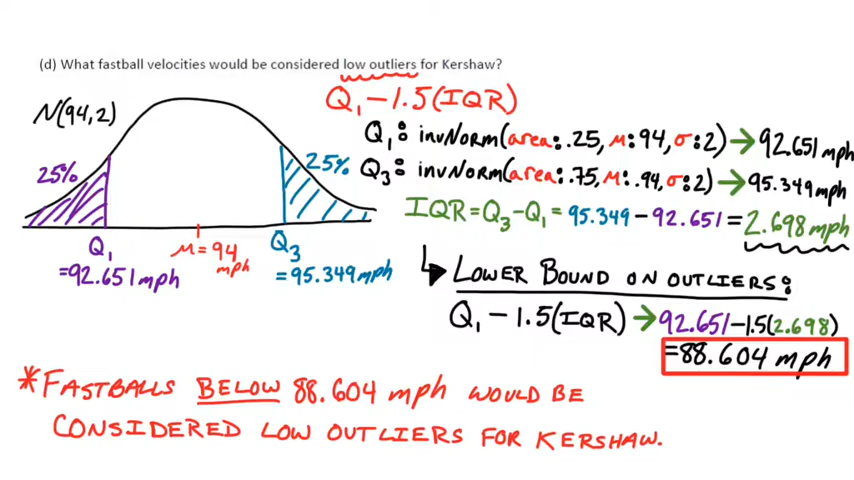 (d) What fastball velocities would be considered low outliers for Kershaw?
Q₁ – 1.5(IQR)
N(94,2)
Q₁: invNorm(area: .25, μ: 94, σ: 2) → 92.651 mph
Q₃: invNorm(area: .75, μ: .94, σ: 2) → 95.349 mph
25%
25%
IQR = Q₃ – Q₁ = 95.349 – 92.651 = 2.698 mph
Q₁
= 92.651 mph
μ = 94
mph
Q₃
= 95.349 mph
LOWER BOUND ON OUTLIERS:
Q₁ – 1.5(IQR) → 92.651 – 1.5(2.698)
= 88.604 mph
*FASTBALLS BELOW 88.604 mph WOULD BE
CONSIDERED LOW OUTLIERS FOR KERSHAW.